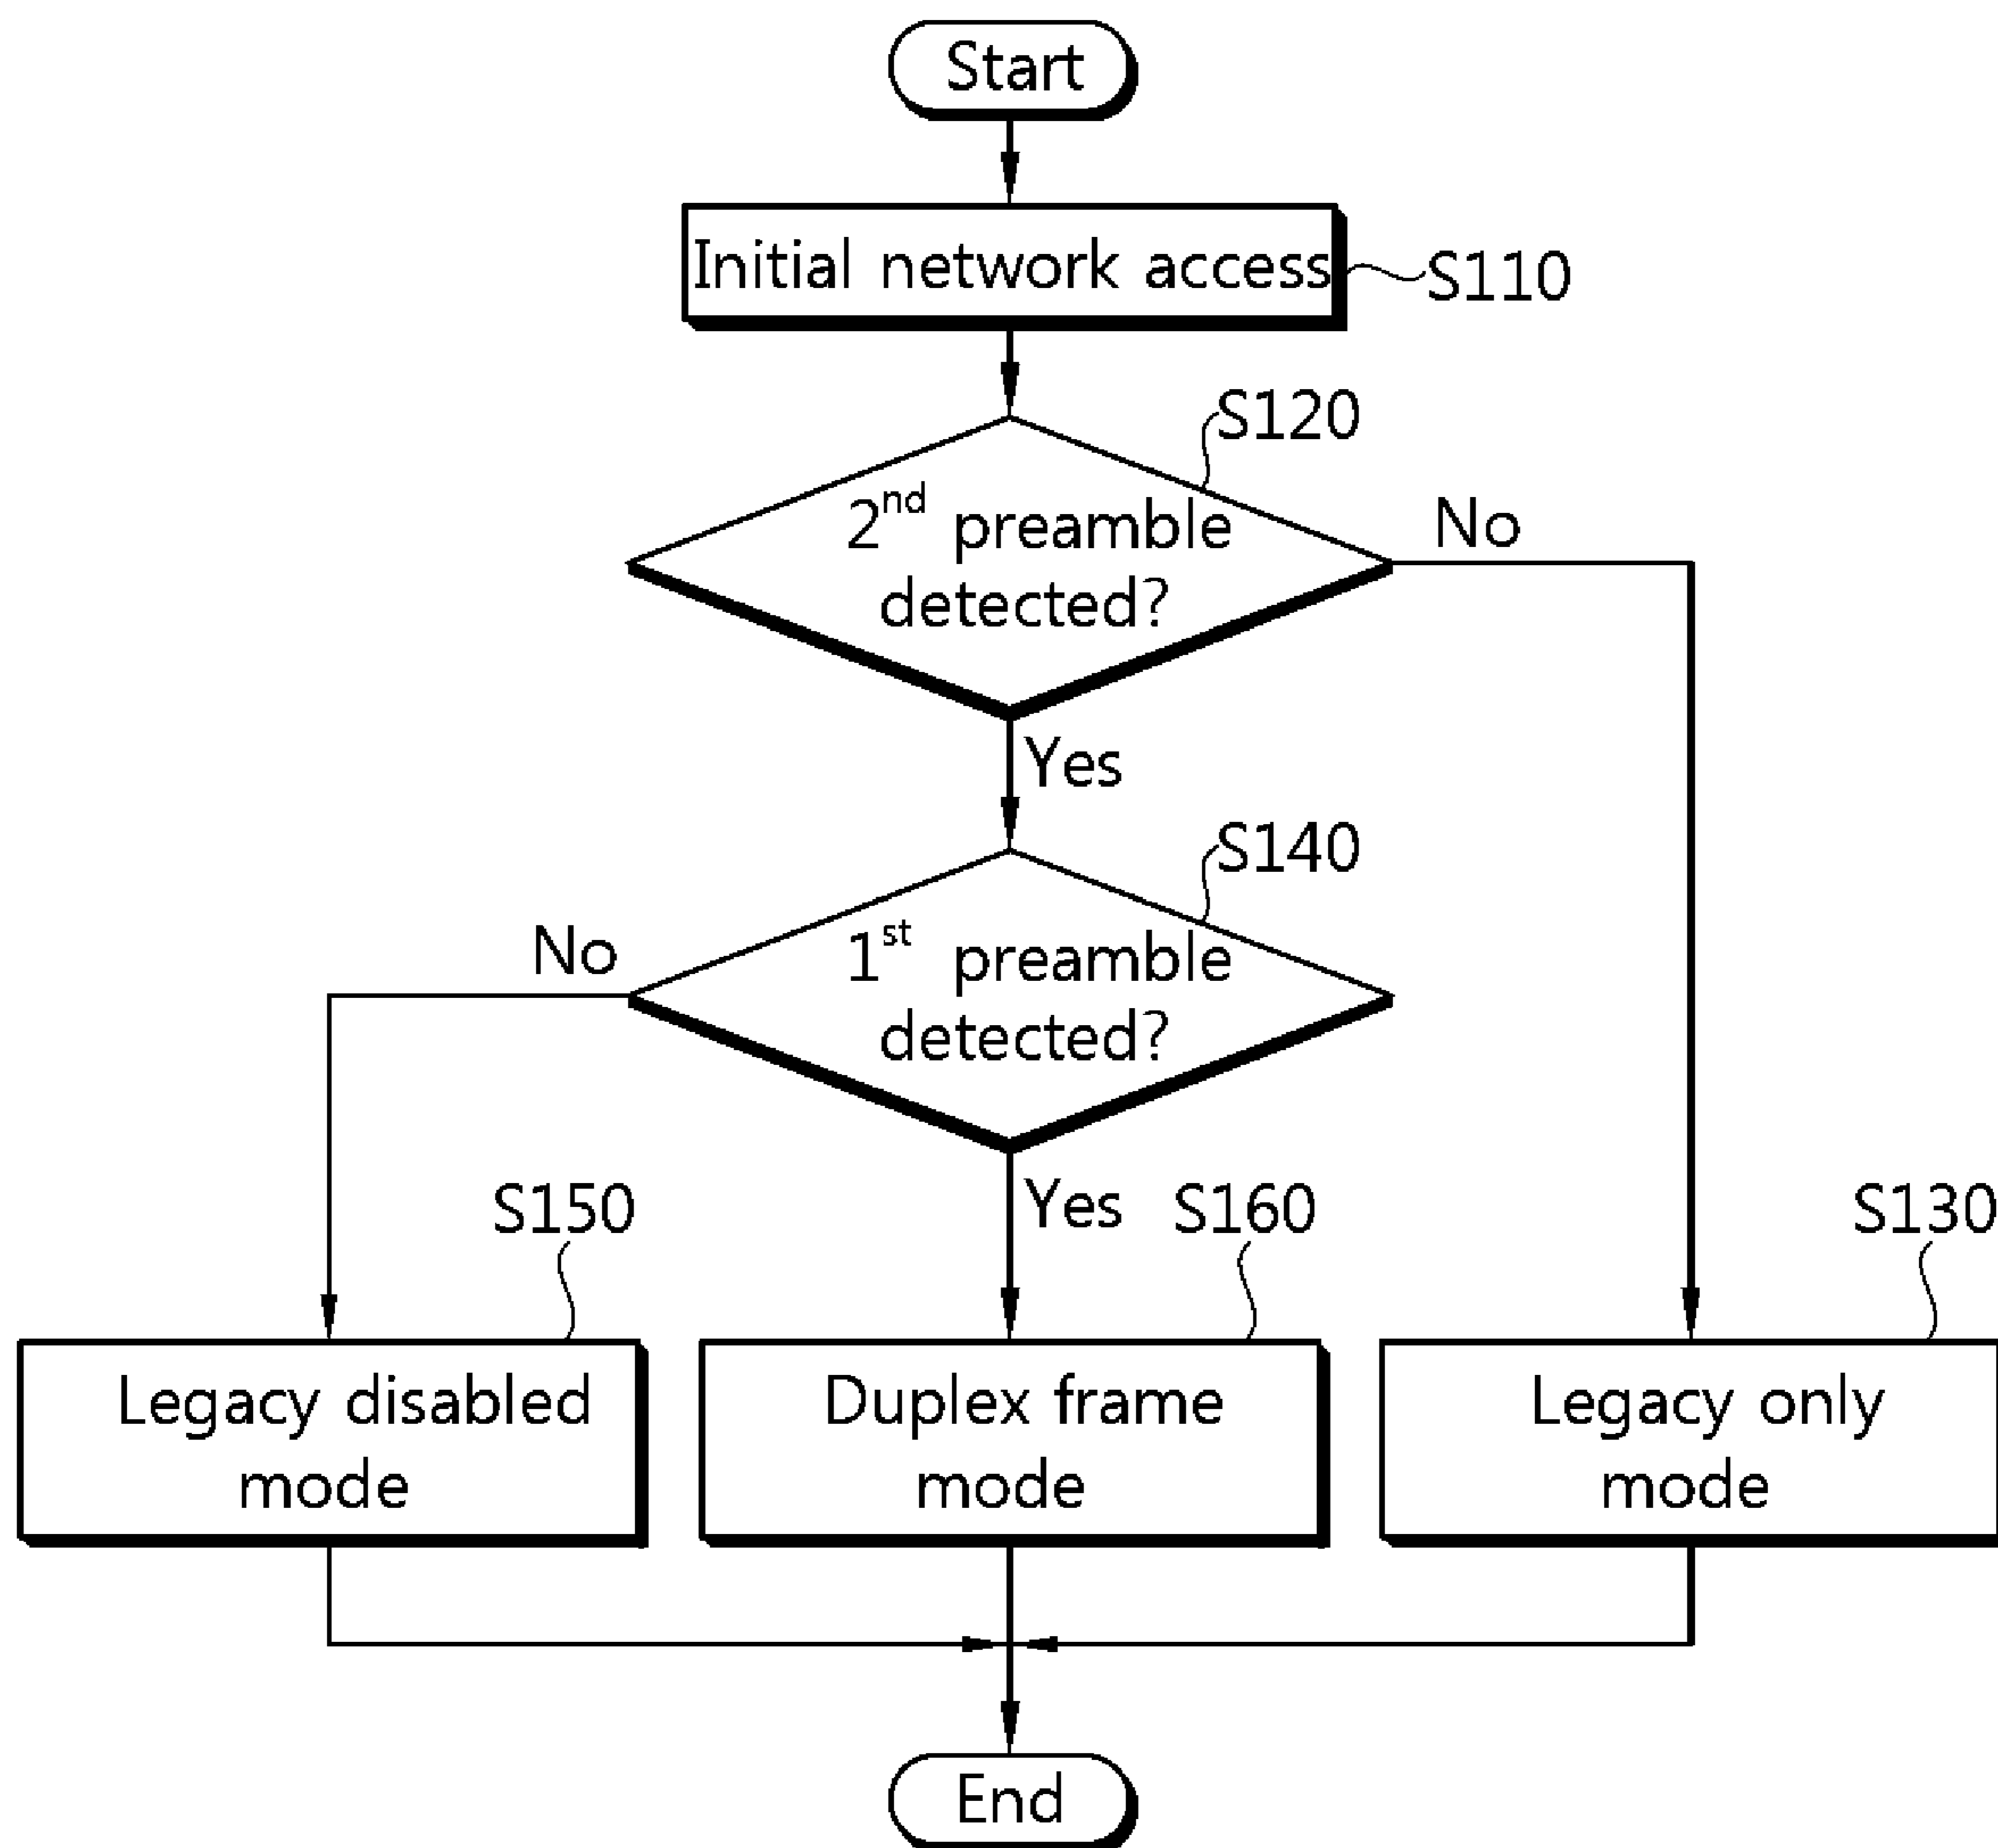 Start
Initial network access
S110
S120
2nd preamble
detected?
No
Yes
S140
No
1st preamble
detected?
Yes
S150
S160
S130
Legacy disabled
mode
Duplex frame
mode
Legacy only
mode
End